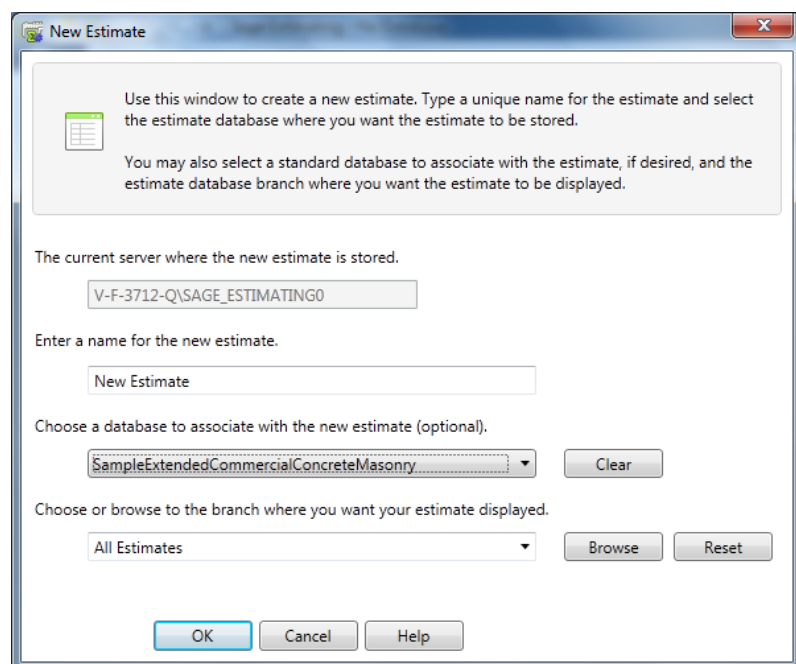 New Estimate
Use this window to create a new estimate. Type a unique name for the estimate and select
the estimate database where you want the estimate to be stored.
You may also select a standard database to associate with the estimate, if desired, and the
estimate database branch where you want the estimate to be displayed.
The current server where the new estimate is stored.
V-F-3712-Q\SAGE_ESTIMATING0
Enter a name for the new estimate.
New Estimate
Choose a database to associate with the new estimate (optional).
SampleExtendedCommercialConcreteMasonry Clear
Choose or browse to the branch where you want your estimate displayed.
All Estimates Browse Reset
OK Cancel Help